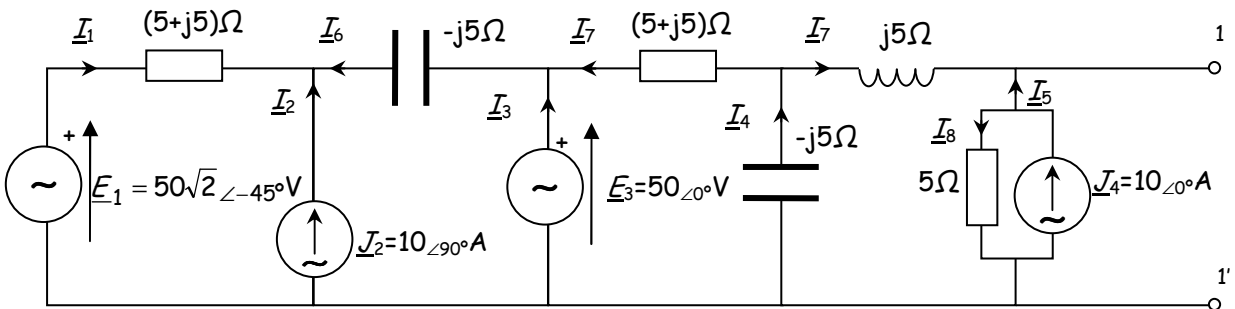 I1 (5+j5)Ω I6 -j5Ω I7 (5+j5)Ω I7 j5Ω 1
I2 I3 I4 -j5Ω I5
I8
+ +
~ E1 = 50√2∠-45°V ~ E3=50∠0°V 5Ω J4=10∠0°A
~
~ J2=10∠90°A
1'